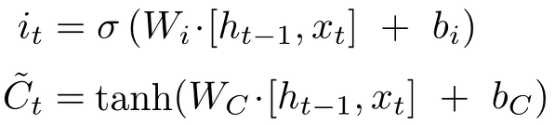 i_t = σ (W_i·[h_{t−1}, x_t] + b_i)
C̃_t = tanh(W_C·[h_{t−1}, x_t] + b_C)